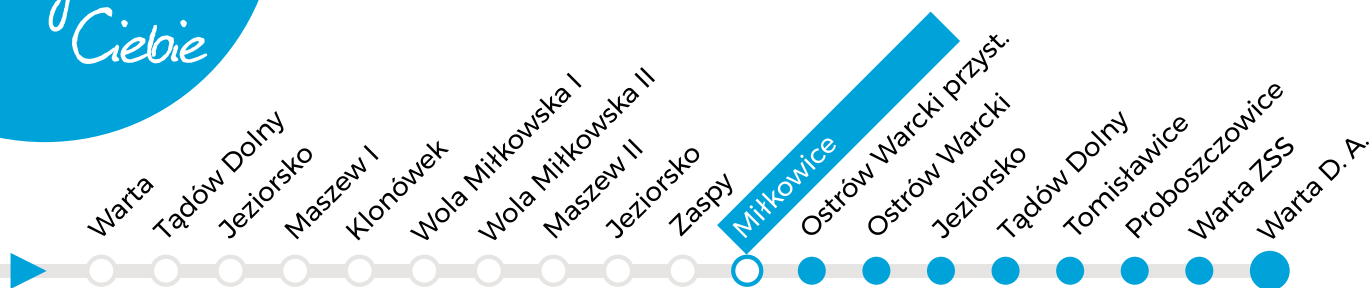 Ciebie
Warta
Tądów Dolny
Jeziorsko
Maszew I
Klonówek
Wola Miłkowska I
Wola Miłkowska II
Maszew II
Jeziorsko
Zaspy
Miłkowice
Ostrów Warcki przyst.
Ostrów Warcki
Jeziorsko
Tądów Dolny
Tomisławice
Proboszczowice
Warta ZSS
Warta D. A.